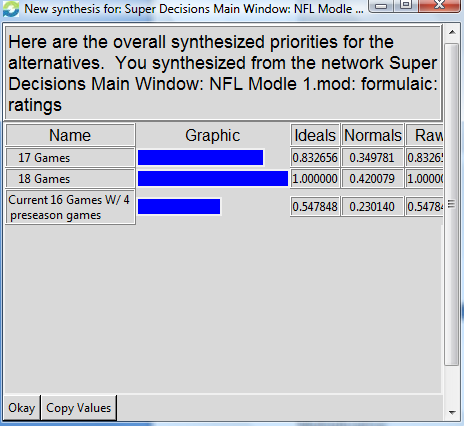 New synthesis for: Super Decisions Main Window: NFL Modle ...
Here are the overall synthesized priorities for the
alternatives. You synthesized from the network Super
Decisions Main Window: NFL Modle 1.mod: formulaic:
ratings
Name Graphic Ideals Normals Raw
17 Games 0.832656 0.349781 0.8326
18 Games 1.000000 0.420079 1.0000
Current 16 Games W/ 4
preseason games 0.547848 0.230140 0.5478
Okay Copy Values